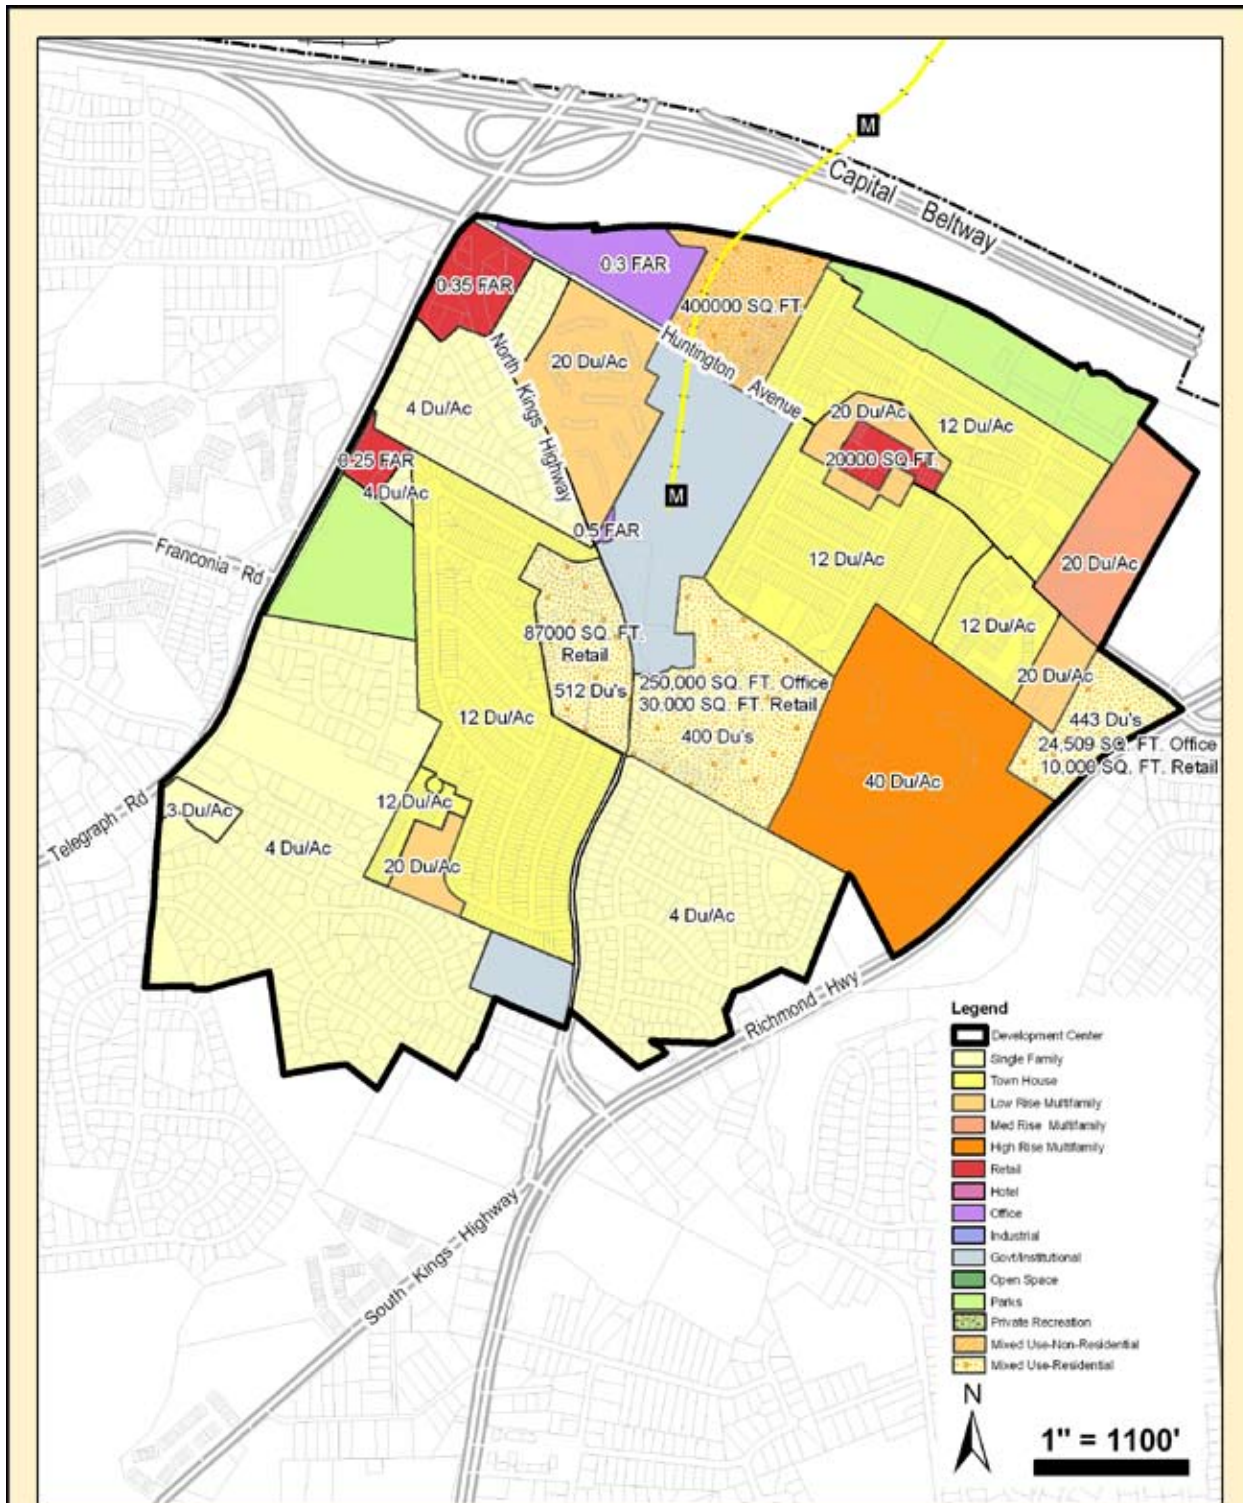 M
Capital Beltway
0.3 FAR
0.35 FAR
400000 SQ.FT.
Huntington Avenue
North Kings Highway
20 Du/Ac
4 Du/Ac
20 Du/Ac
12 Du/Ac
0.25 FAR
20000 SQ.FT.
4 Du/Ac
M
0.5 FAR
Franconia Rd
12 Du/Ac
20 Du/Ac
12 Du/Ac
87000 SQ. FT.
Retail
512 Du's
250,000 SQ. FT. Office
30,000 SQ. FT. Retail
400 Du's
20 Du/Ac
12 Du/Ac
443 Du's
24,509 SQ. FT. Office
10,000 SQ. FT. Retail
40 Du/Ac
Telegraph Rd
3 Du/Ac
12 Du/Ac
4 Du/Ac
20 Du/Ac
4 Du/Ac
Richmond Hwy
South Kings Highway
Legend
Development Center
Single Family
Town House
Low Rise Multifamily
Med Rise Multifamily
High Rise Multifamily
Retail
Hotel
Office
Industrial
Govt/Institutional
Open Space
Parks
Private Recreation
Mixed Use-Non-Residential
Mixed Use-Residential
N
1" = 1100'